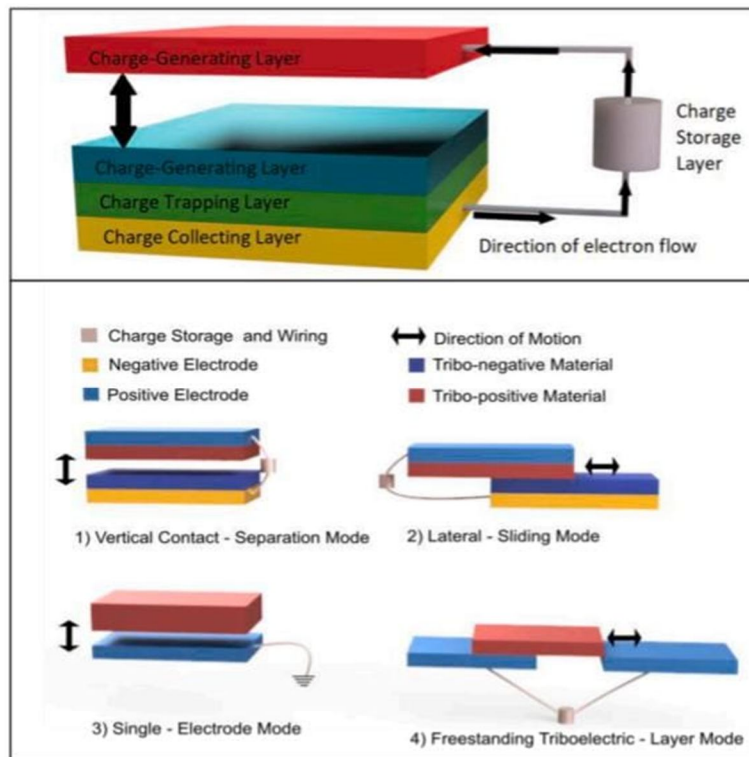 Charge-Generating Layer
Charge-Generating Layer
Charge Trapping Layer
Charge Collecting Layer
Charge
Storage
Layer
Direction of electron flow
Charge Storage and Wiring
Negative Electrode
Positive Electrode
Direction of Motion
Tribo-negative Material
Tribo-positive Material
1) Vertical Contact - Separation Mode
2) Lateral - Sliding Mode
3) Single - Electrode Mode
4) Freestanding Triboelectric - Layer Mode